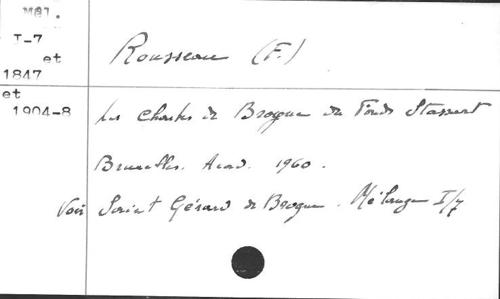 Mél.
I-7
et
1847
et
1904-8
Rousseau (F.)
Les Chartes de Brogne du Fonds Stassart
Bruxelles. Acad. 1960.
Voir Saint Gérard de Brogne. Mélanges I/7